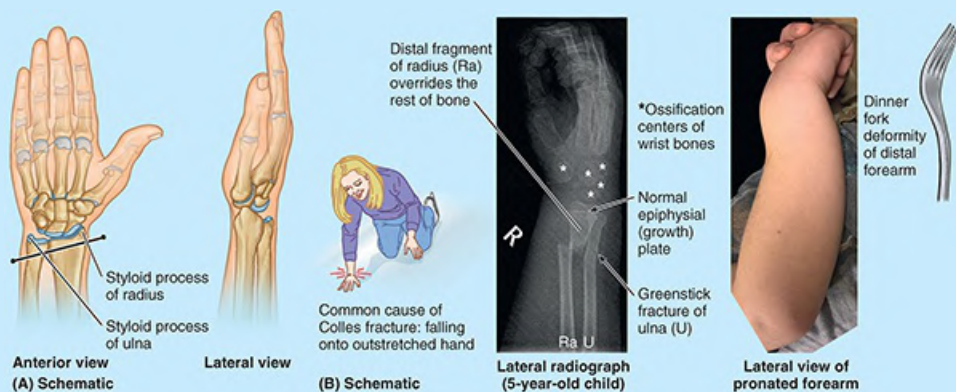 Styloid process
of radius
Styloid process
of ulna
Anterior view
(A) Schematic
Lateral view
Common cause of
Colles fracture: falling
onto outstretched hand
(B) Schematic
Distal fragment
of radius (Ra)
overrides the
rest of bone
R
Ra U
*Ossification
centers of
wrist bones
Normal
epiphysial
(growth)
plate
Greenstick
fracture of
ulna (U)
Lateral radiograph
(5-year-old child)
Dinner
fork
deformity
of distal
forearm
Lateral view of
pronated forearm